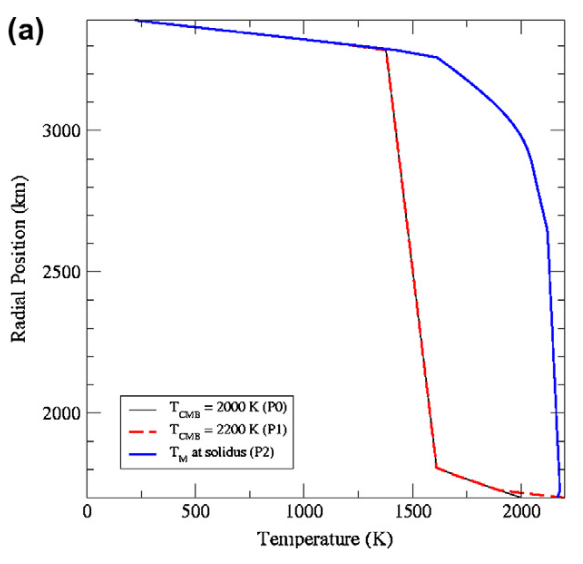 (a)
3000
2500
2000
0
500
1000
1500
2000
Radial Position (km)
Temperature (K)
T_CMB = 2000 K (P0)
T_CMB = 2200 K (P1)
T_M at solidus (P2)